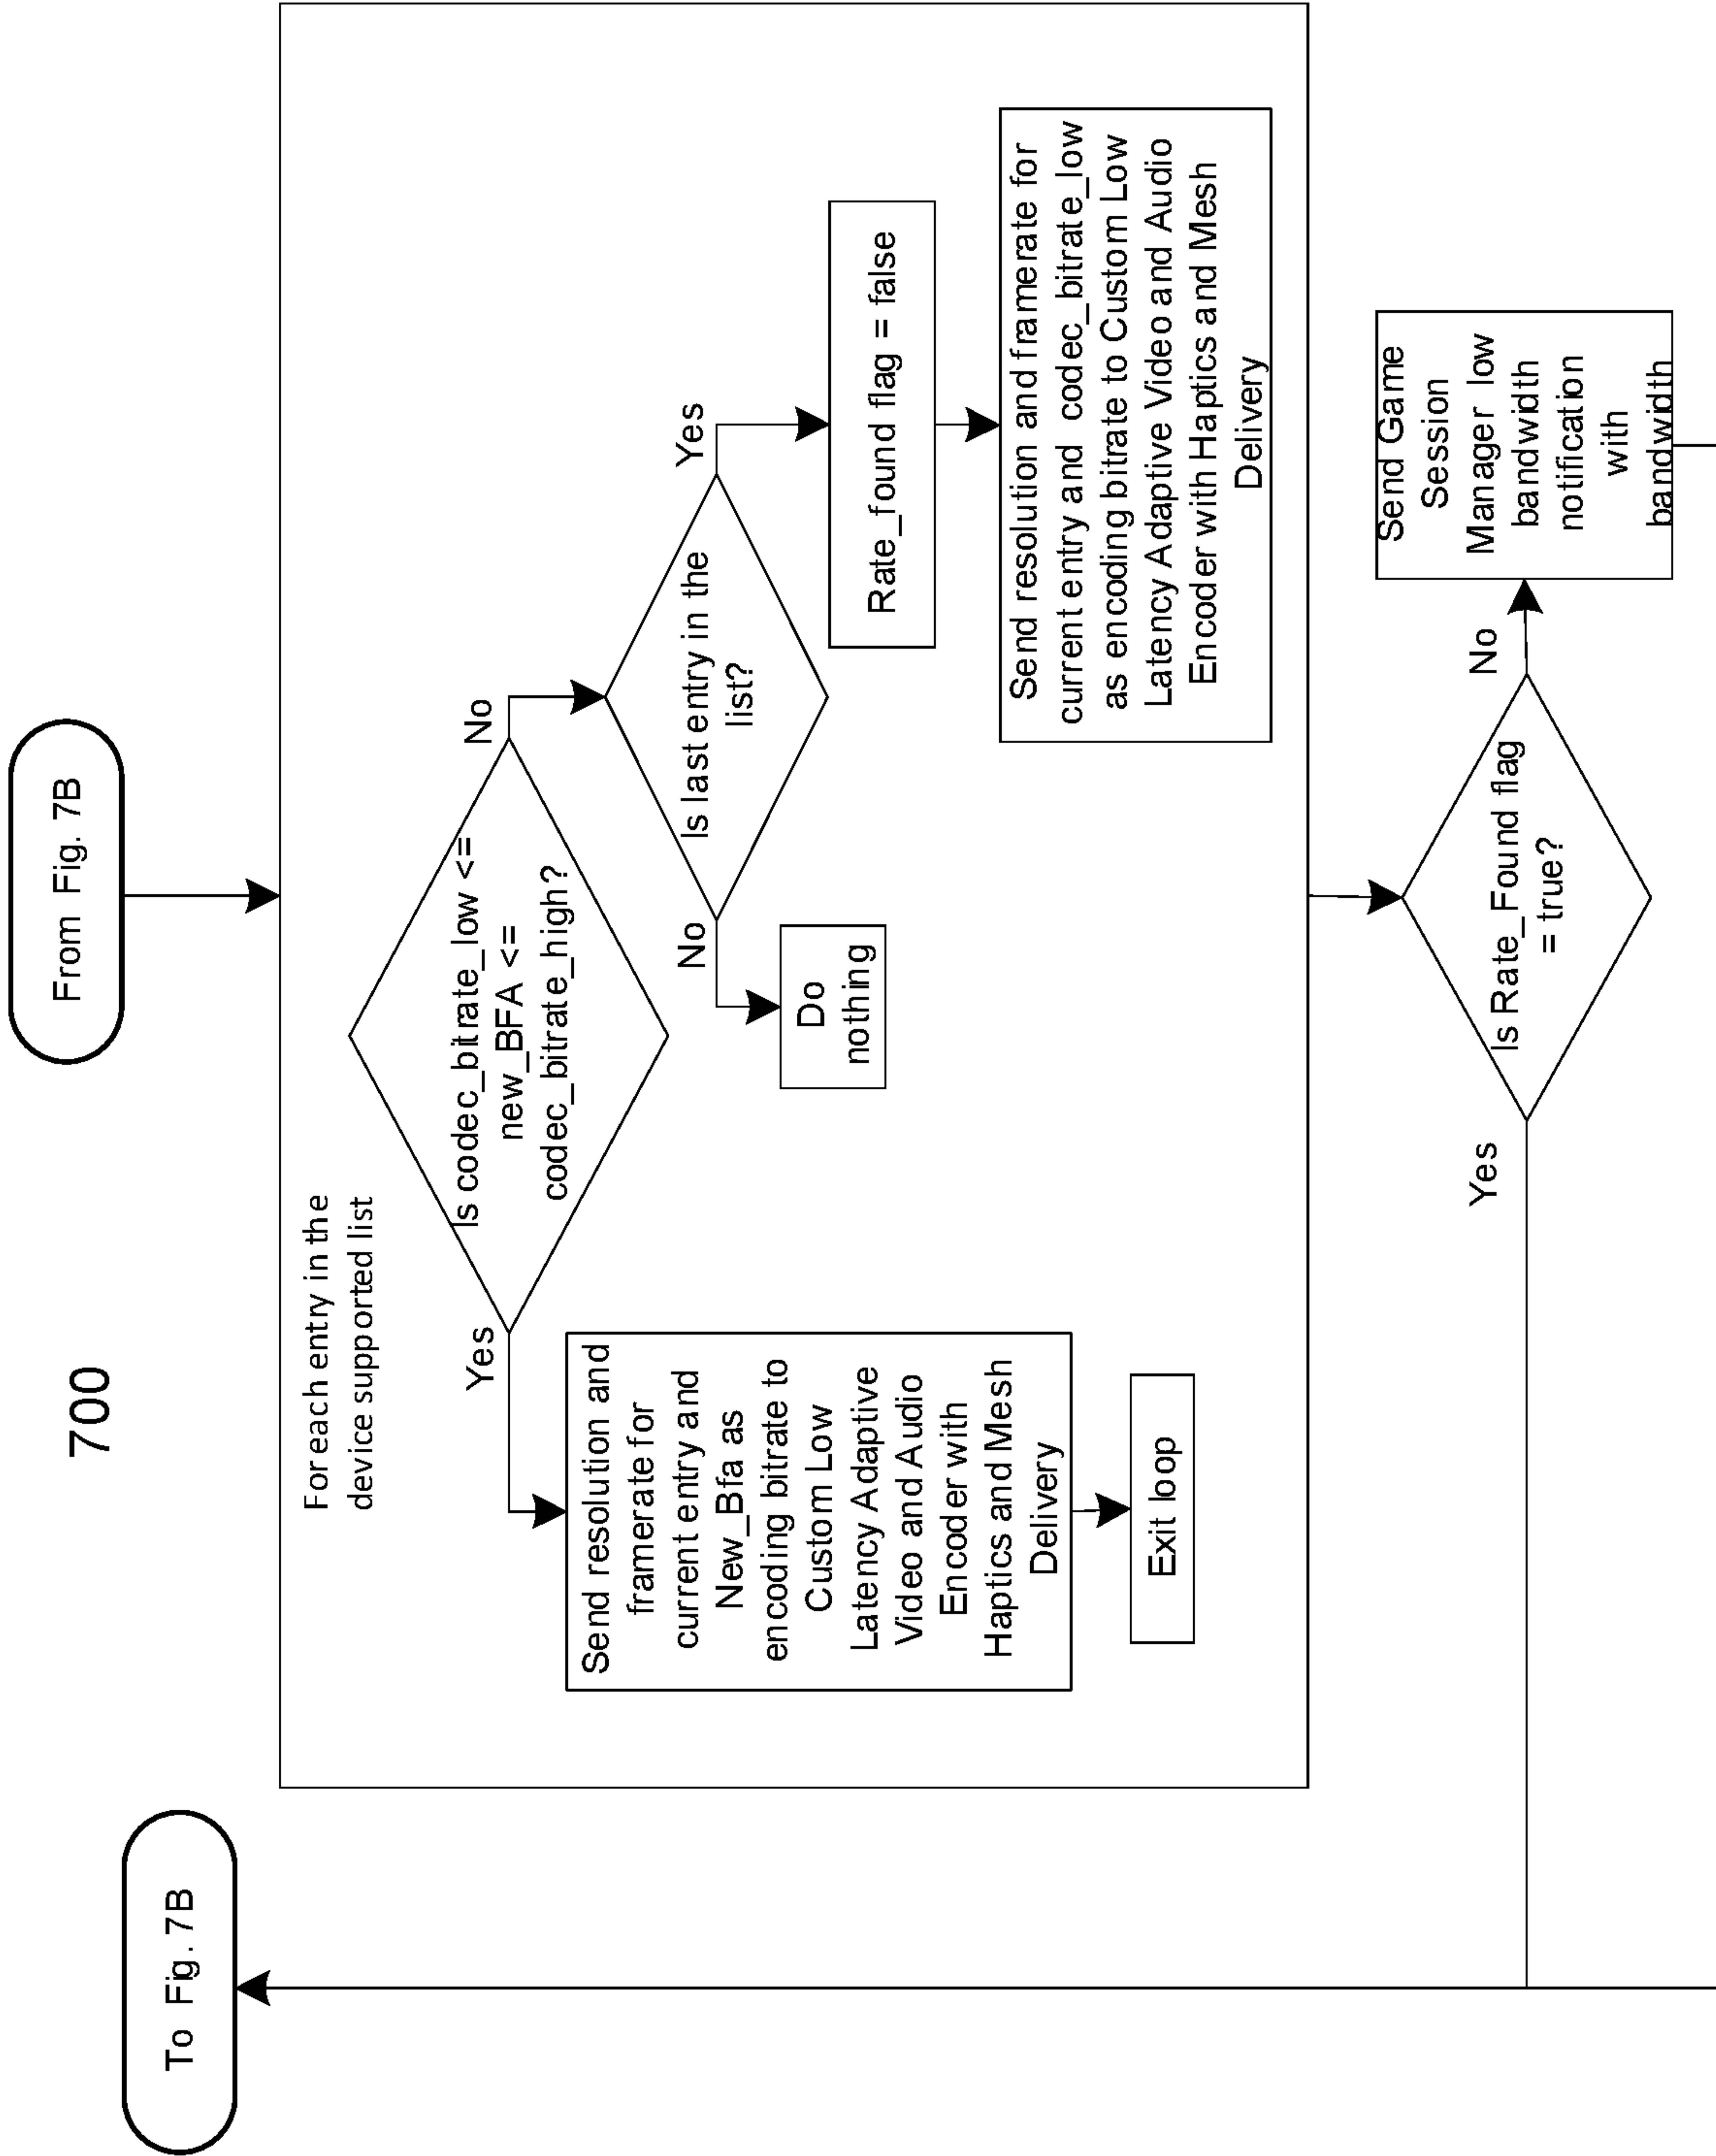 700
From Fig. 7B
To Fig. 7B
For each entry in the
device supported list
Is codec_bitrate_low <=
new_BFA <=
codec_bitrate_high?
Yes
No
Send resolution and
framerate for
current entry and
New_Bfa as
encoding bitrate to
Custom Low
Latency Adaptive
Video and Audio
Encoder with
Haptics and Mesh
Delivery
Exit loop
Is last entry in the
list?
No
Yes
Do
nothing
Rate_found flag = false
Send resolution and framerate for
current entry and codec_bitrate_low
as encoding bitrate to Custom Low
Latency Adaptive Video and Audio
Encoder with Haptics and Mesh
Delivery
Is Rate_Found flag
= true?
Yes
No
Send Game
Session
Manager low
bandwidth
notification
with
bandwidth